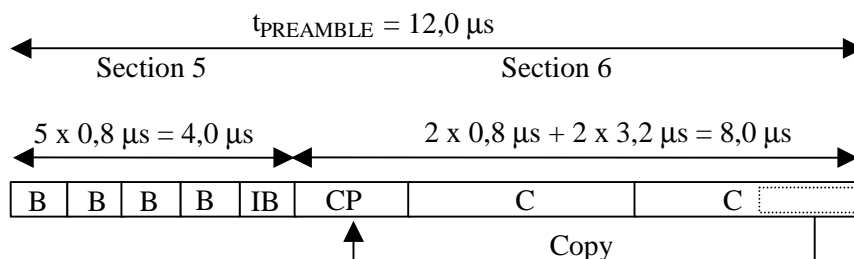 tPREAMBLE = 12,0 μs
Section 5 Section 6
5 x 0,8 μs = 4,0 μs 2 x 0,8 μs + 2 x 3,2 μs = 8,0 μs
B B B B IB CP C C
Copy